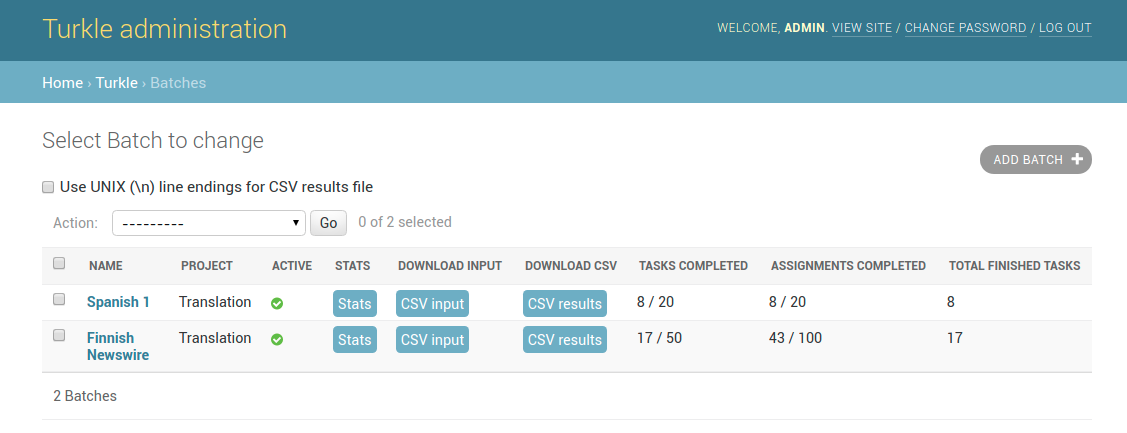 Turkle administration
WELCOME, ADMIN. VIEW SITE / CHANGE PASSWORD / LOG OUT
Home › Turkle › Batches
Select Batch to change
ADD BATCH +
Use UNIX (\n) line endings for CSV results file
Action: --------- Go 0 of 2 selected
NAME PROJECT ACTIVE STATS DOWNLOAD INPUT DOWNLOAD CSV TASKS COMPLETED ASSIGNMENTS COMPLETED TOTAL FINISHED TASKS
Spanish 1 Translation Stats CSV input CSV results 8 / 20 8 / 20 8
Finnish Translation Stats CSV input CSV results 17 / 50 43 / 100 17
Newswire
2 Batches